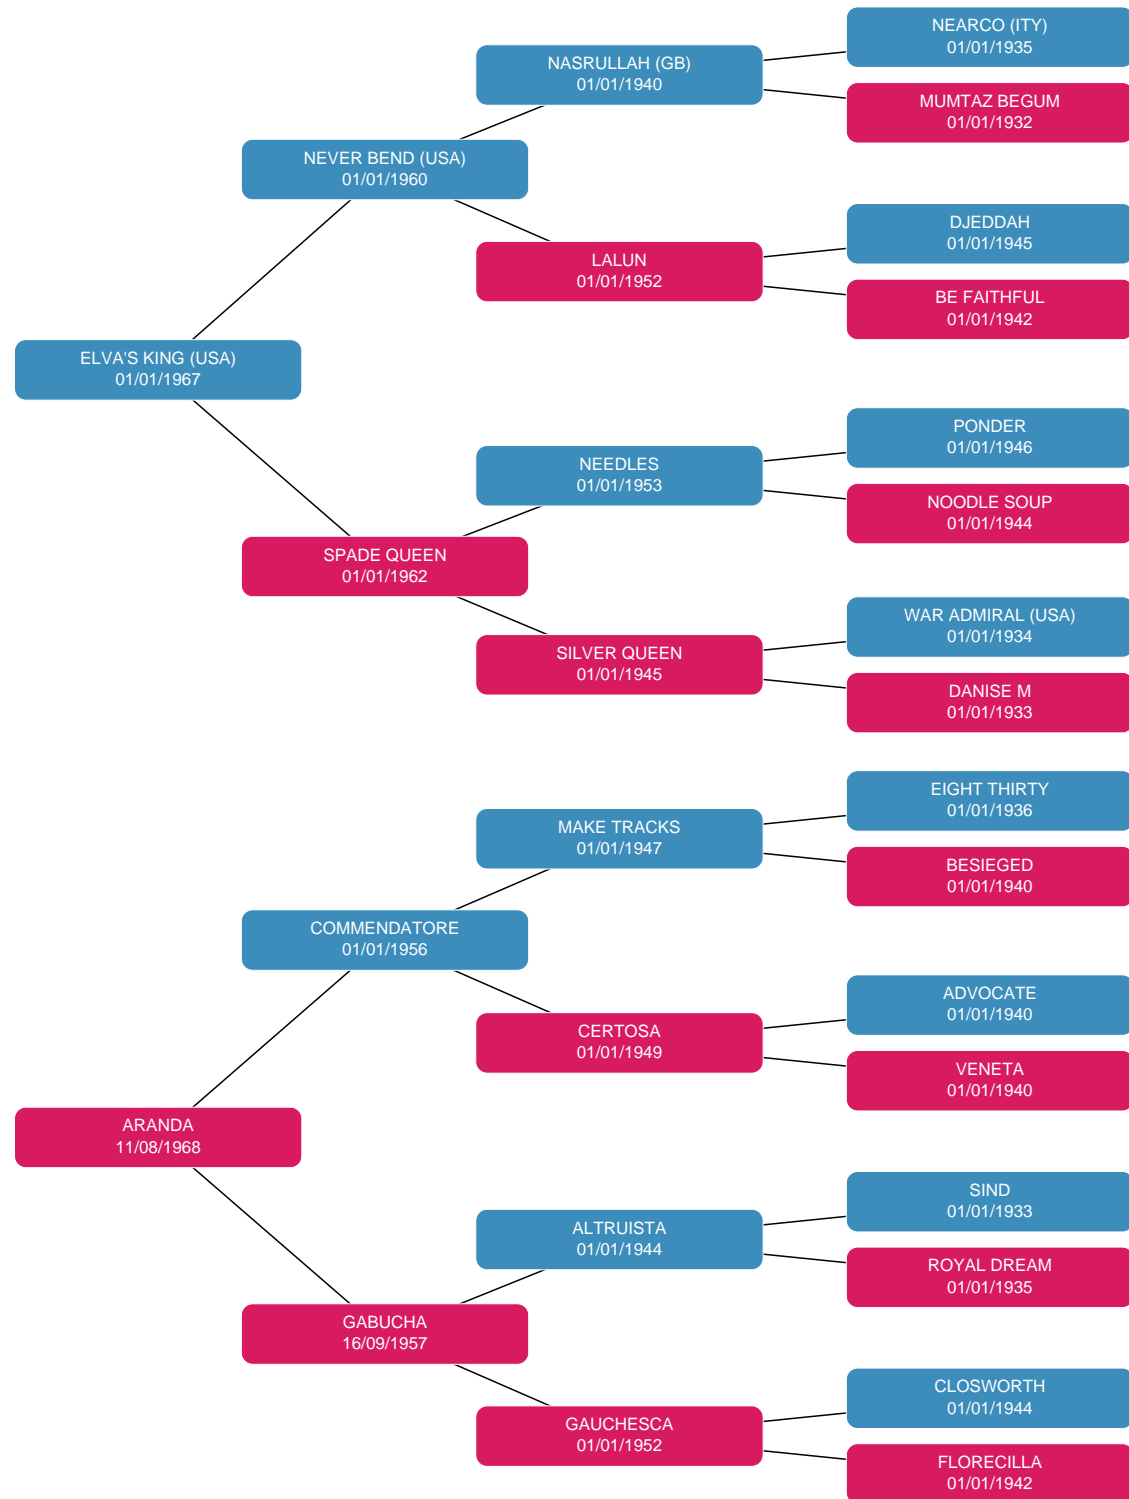 NEARCO (ITY)
01/01/1935
NASRULLAH (GB)
01/01/1940
MUMTAZ BEGUM
01/01/1932
NEVER BEND (USA)
01/01/1960
DJEDDAH
01/01/1945
LALUN
01/01/1952
BE FAITHFUL
01/01/1942
ELVA'S KING (USA)
01/01/1967
PONDER
01/01/1946
NEEDLES
01/01/1953
NOODLE SOUP
01/01/1944
SPADE QUEEN
01/01/1962
WAR ADMIRAL (USA)
01/01/1934
SILVER QUEEN
01/01/1945
DANISE M
01/01/1933
EIGHT THIRTY
01/01/1936
MAKE TRACKS
01/01/1947
BESIEGED
01/01/1940
COMMENDATORE
01/01/1956
ADVOCATE
01/01/1940
CERTOSA
01/01/1949
VENETA
01/01/1940
ARANDA
11/08/1968
SIND
01/01/1933
ALTRUISTA
01/01/1944
ROYAL DREAM
01/01/1935
GABUCHA
16/09/1957
CLOSWORTH
01/01/1944
GAUCHESCA
01/01/1952
FLORECILLA
01/01/1942